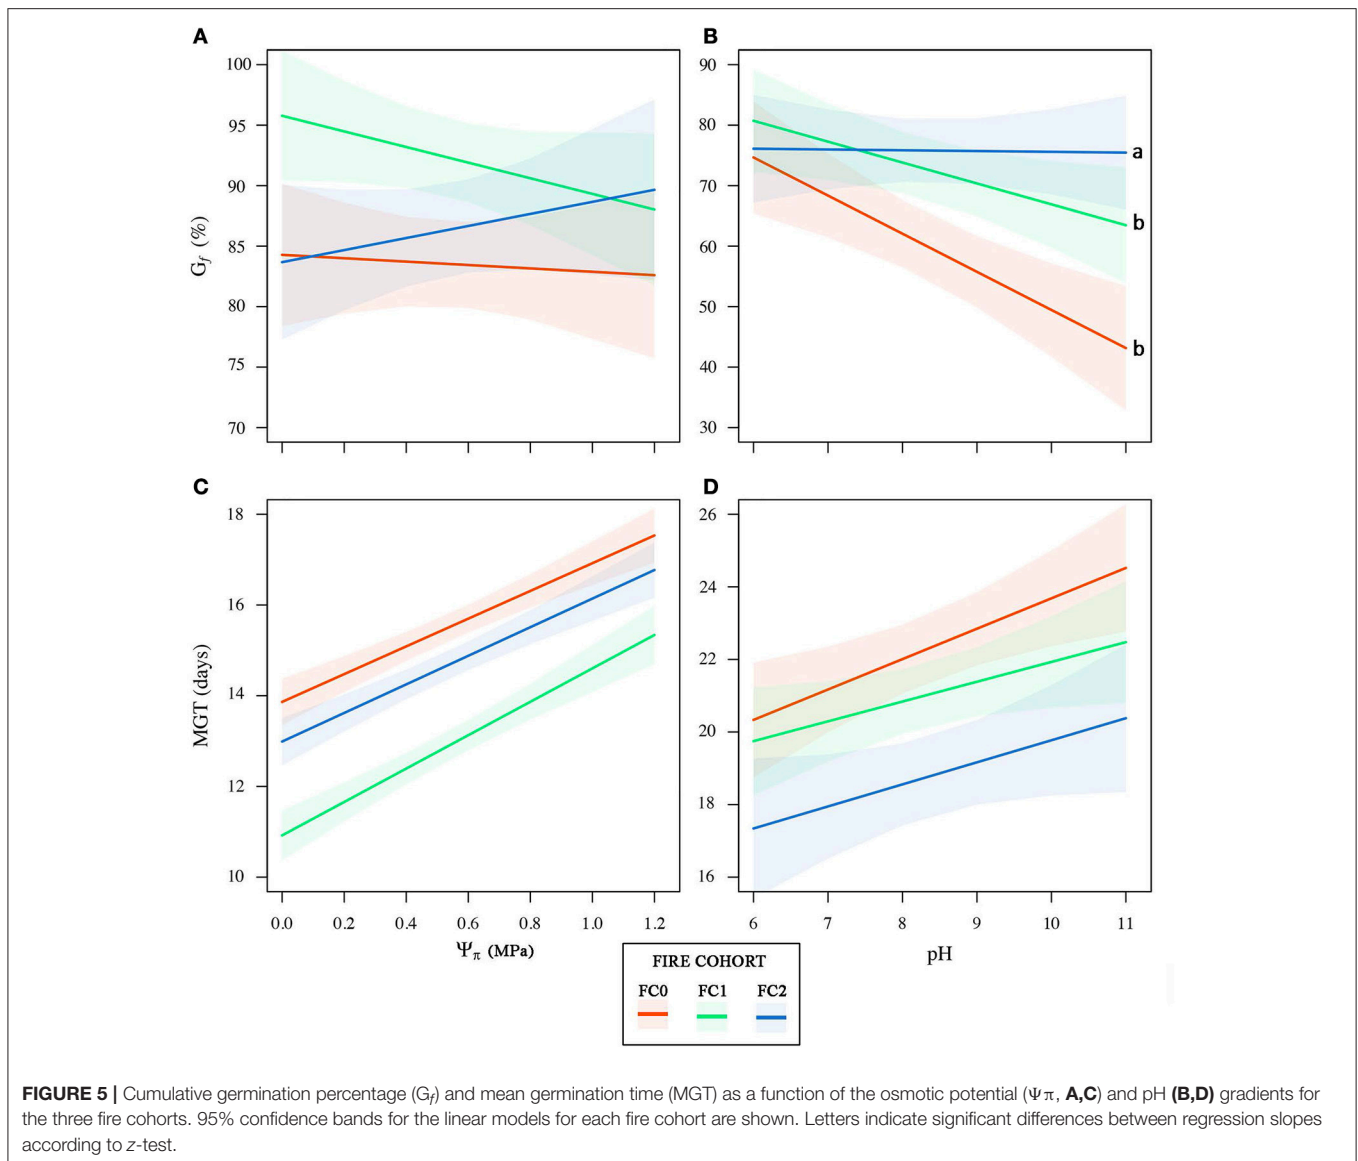 A
B
100
95
90
85
80
75
70
G𝑓 (%)
90
80
70
60
50
40
30
a
b
b
C
D
18
16
14
12
10
MGT (days)
26
24
22
20
18
16
0.0 0.2 0.4 0.6 0.8 1.0 1.2
6 7 8 9 10 11
Ψπ (MPa)
pH
FIRE COHORT
FC0 FC1 FC2
FIGURE 5 | Cumulative germination percentage (Gf) and mean germination time (MGT) as a function of the osmotic potential (Ψπ, A,C) and pH (B,D) gradients for
the three fire cohorts. 95% confidence bands for the linear models for each fire cohort are shown. Letters indicate significant differences between regression slopes
according to z-test.